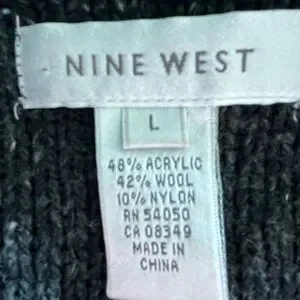 NINE WEST
L
48% ACRYLIC
42% WOOL
10% NYLON
RN 54050
CA 08349
MADE IN
CHINA